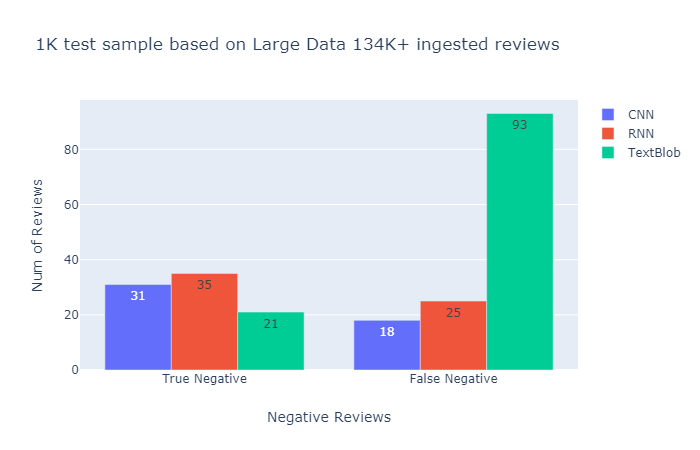 1K test sample based on Large Data 134K+ ingested reviews
CNN
RNN
TextBlob
Num of Reviews
80
60
40
20
0
31
35
21
18
25
93
True Negative
False Negative
Negative Reviews